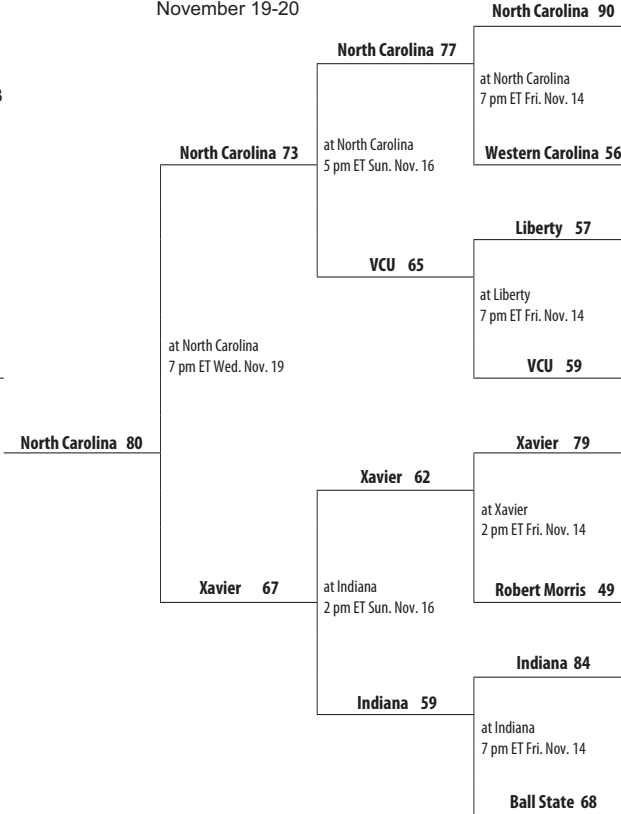 November 19-20
North Carolina 90
North Carolina 77
at North Carolina
7 pm ET Fri. Nov. 14
North Carolina 73
at North Carolina
5 pm ET Sun. Nov. 16
Western Carolina 56
Liberty 57
VCU 65
at Liberty
7 pm ET Fri. Nov. 14
at North Carolina
7 pm ET Wed. Nov. 19
VCU 59
North Carolina 80
Xavier 79
Xavier 62
at Xavier
2 pm ET Fri. Nov. 14
Xavier 67
at Indiana
2 pm ET Sun. Nov. 16
Robert Morris 49
Indiana 84
Indiana 59
at Indiana
7 pm ET Fri. Nov. 14
Ball State 68